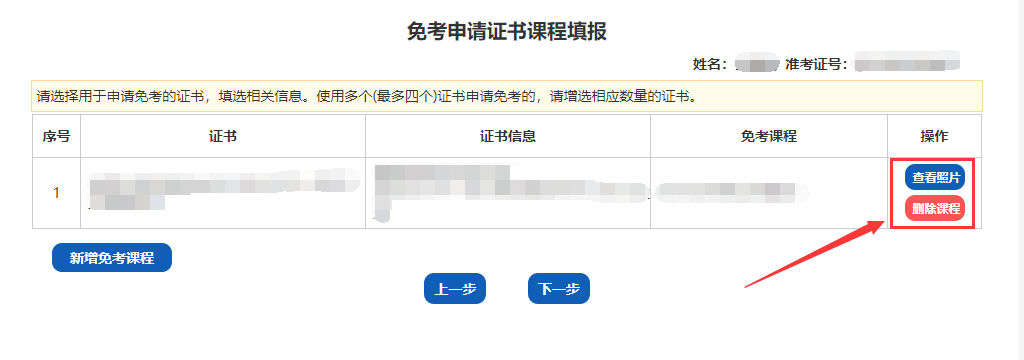 免考申请证书课程填报
姓名： 准考证号：
请选择用于申请免考的证书，填选相关信息。使用多个(最多四个)证书申请免考的，请增选相应数量的证书。
序号 证书 证书信息 免考课程 操作
1 查看照片
删除课程
新增免考课程
上一步 下一步